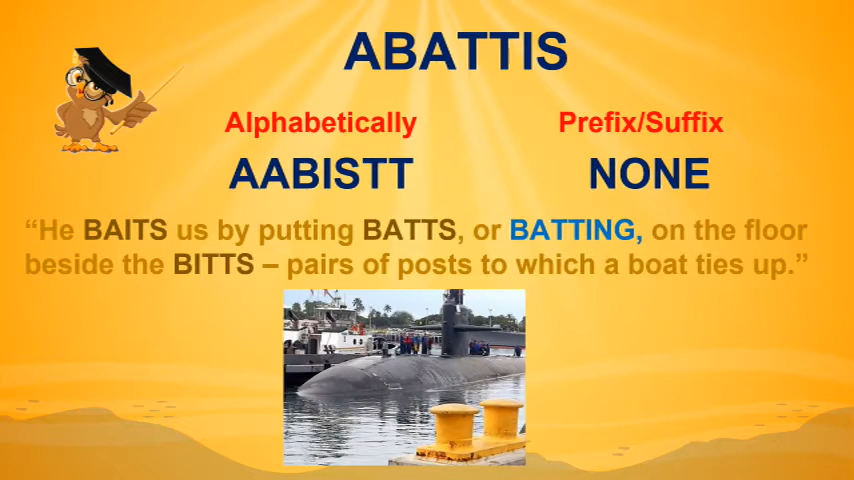 ABATTIS
Alphabetically
Prefix/Suffix
AABISTT
NONE
“He BAITS us by putting BATTS, or BATTING, on the floor
beside the BITTS – pairs of posts to which a boat ties up.”